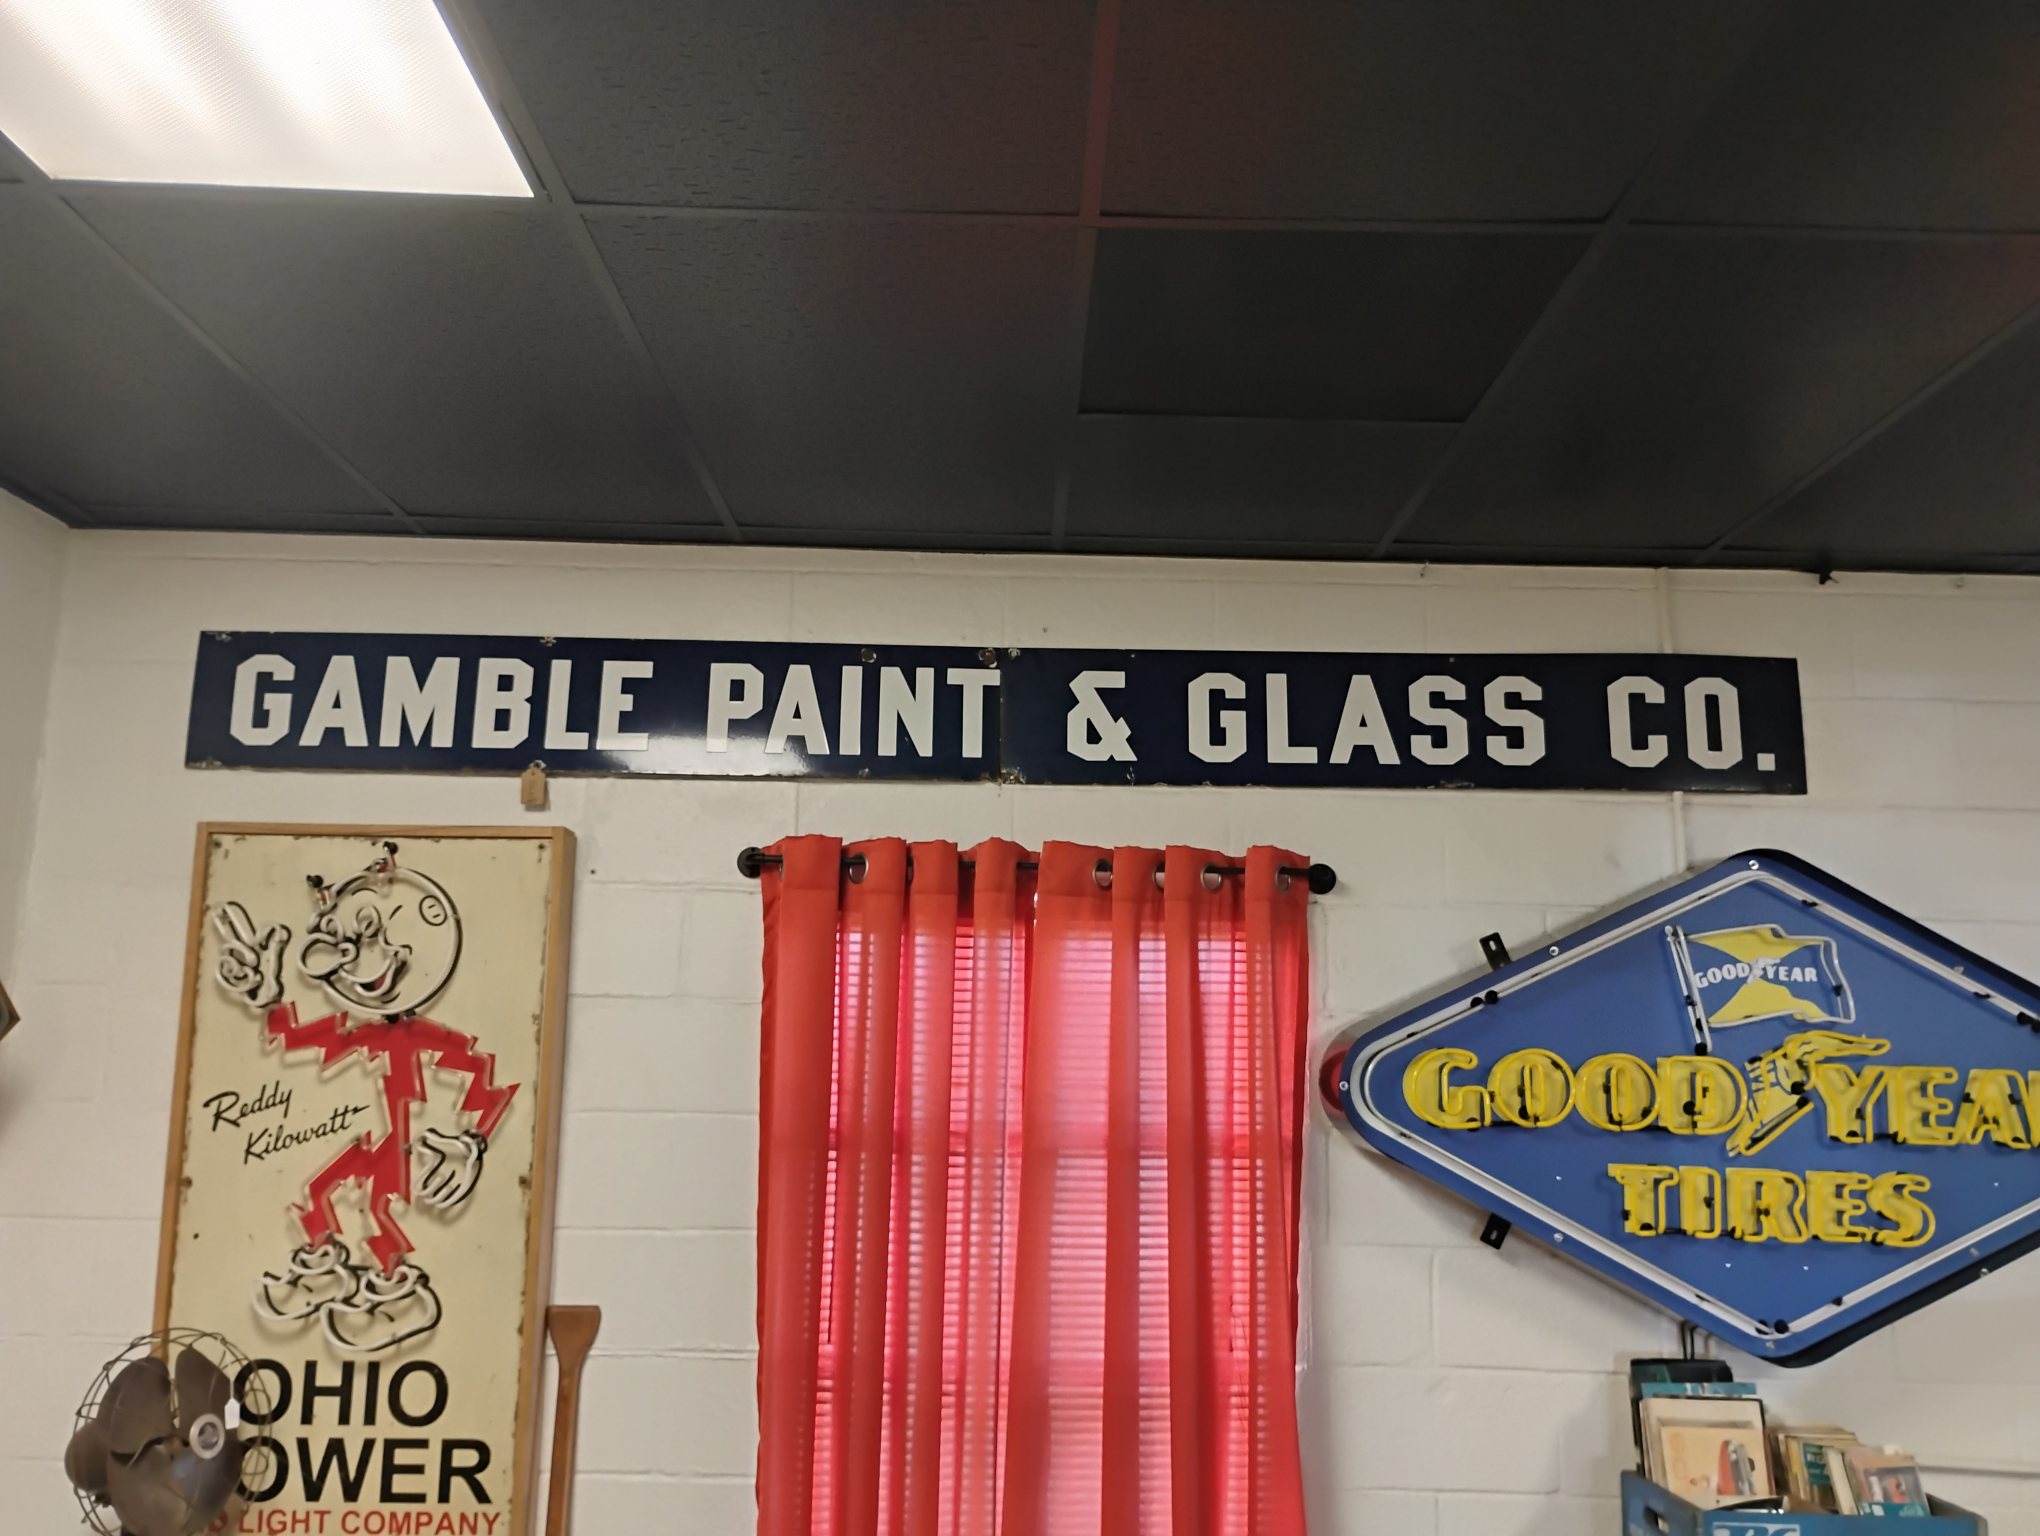 GAMBLE PAINT & GLASS CO.
Reddy
Kilowatt
OHIO
OWER
LIGHT COMPANY
GOOD YEAR
GOOD YEA
TIRES